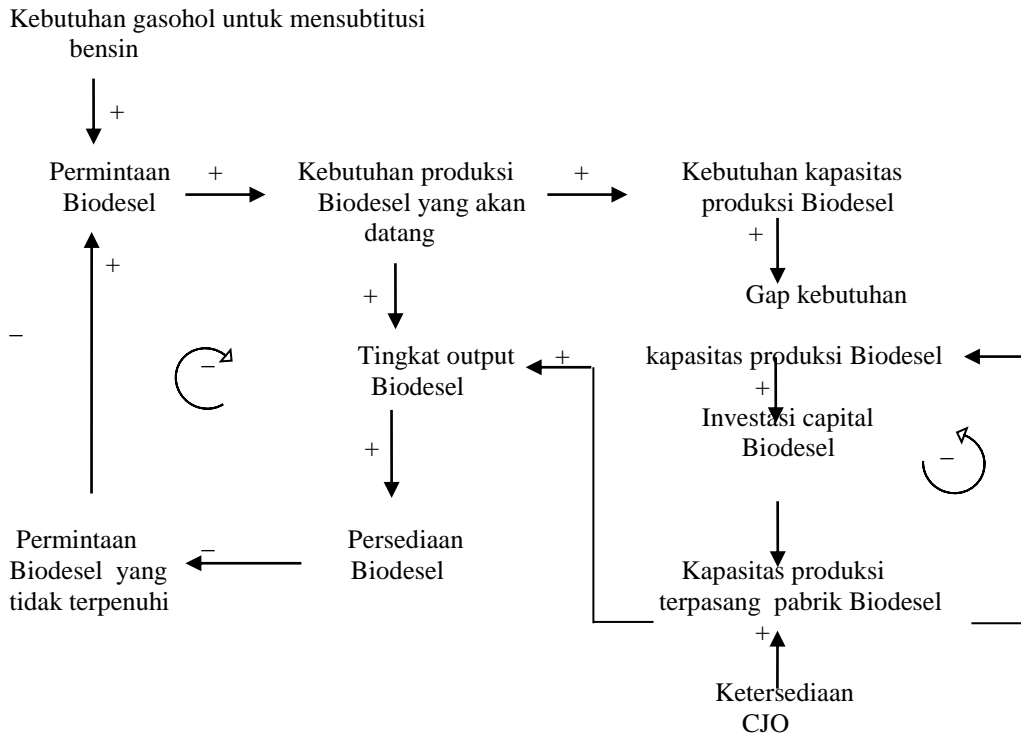 Kebutuhan gasohol untuk mensubtitusi
bensin
+
Permintaan
Biodesel
+
Kebutuhan produksi
Biodesel yang akan
datang
+
Kebutuhan kapasitas
produksi Biodesel
+
+
Gap kebutuhan
kapasitas produksi Biodesel
+
–
–
Tingkat output
Biodesel
+
+
Investasi capital
Biodesel
–
+
Permintaan
Biodesel yang
tidak terpenuhi
–
Persediaan
Biodesel
Kapasitas produksi
terpasang pabrik Biodesel
+
Ketersediaan
CJO